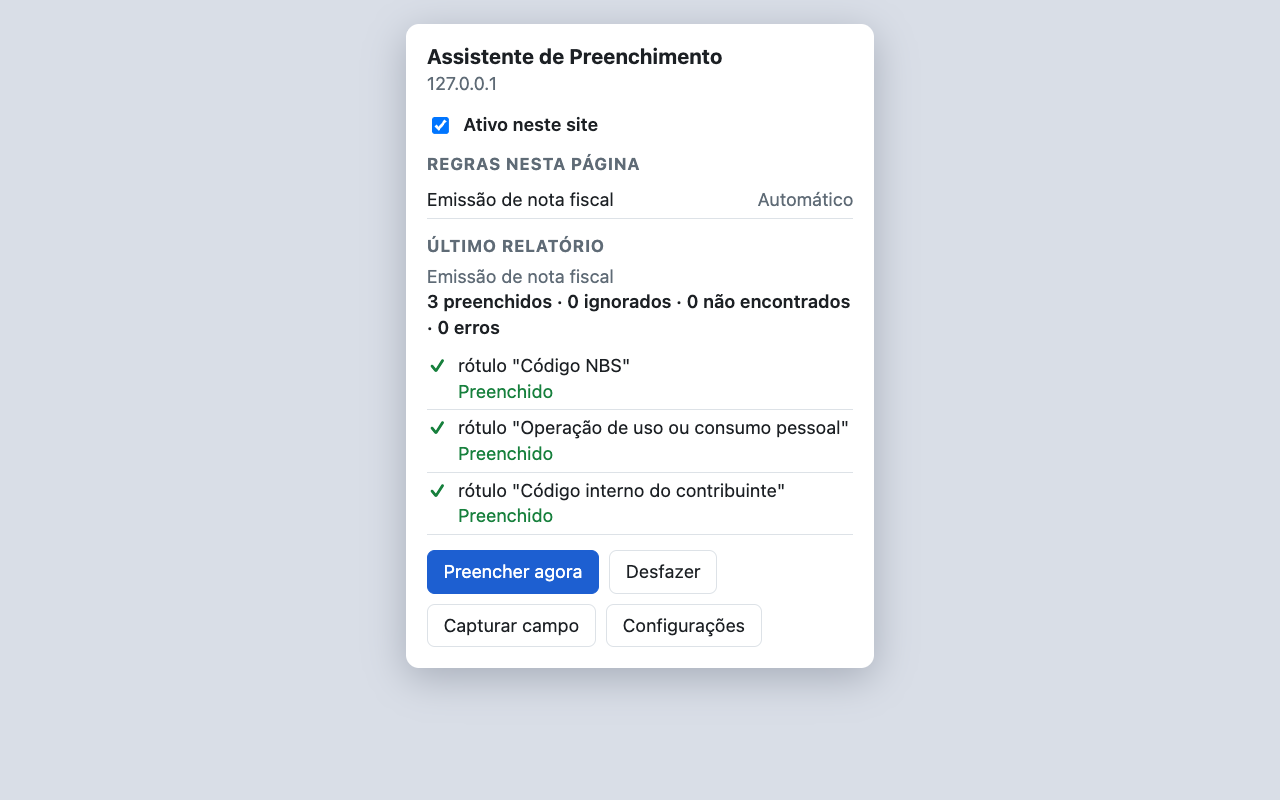 Assistente de Preenchimento
127.0.0.1
Ativo neste site
REGRAS NESTA PÁGINA
Emissão de nota fiscal Automático
ÚLTIMO RELATÓRIO
Emissão de nota fiscal
3 preenchidos · 0 ignorados · 0 não encontrados
· 0 erros
rótulo "Código NBS"
Preenchido
rótulo "Operação de uso ou consumo pessoal"
Preenchido
rótulo "Código interno do contribuinte"
Preenchido
Preencher agora Desfazer
Capturar campo Configurações